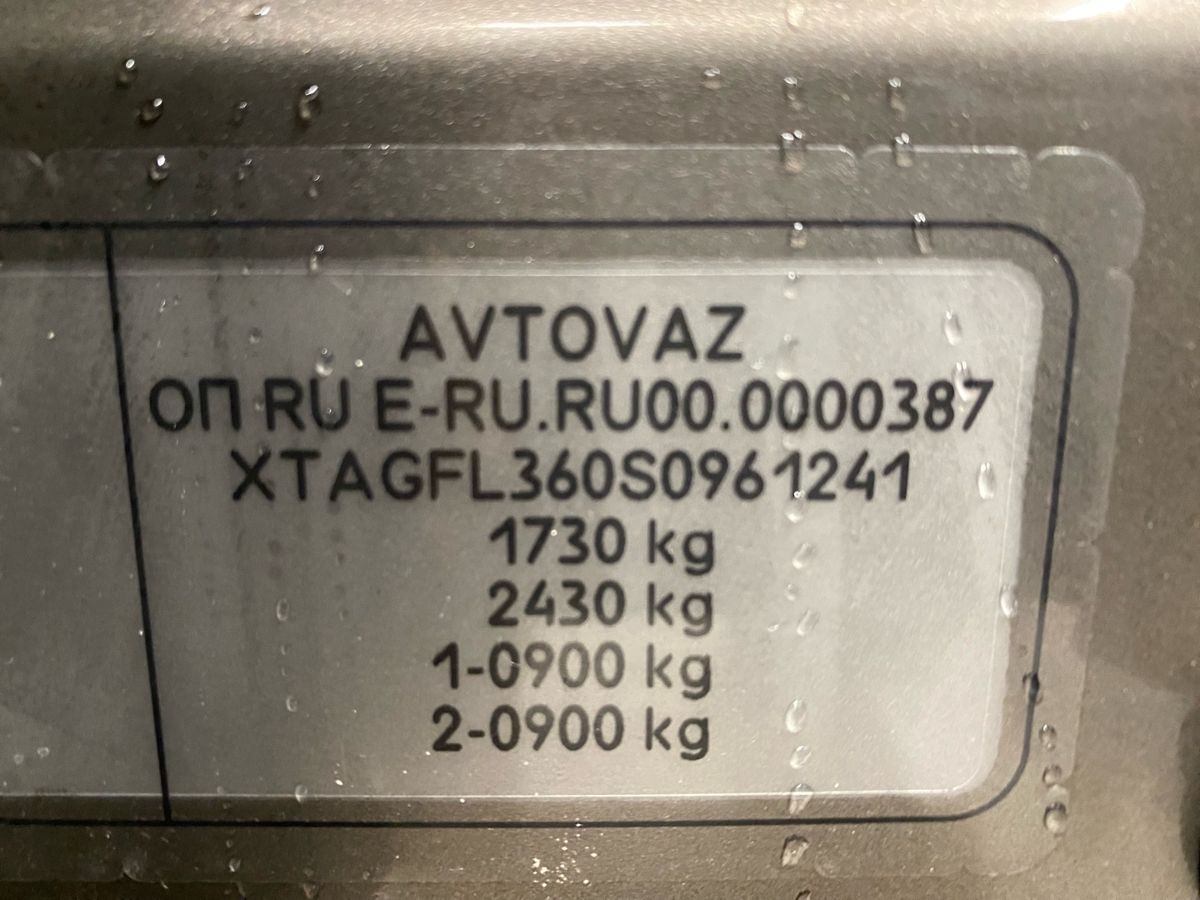 AVTOVAZ
ОП RU E-RU.RU00.0000387
XTAGFL360S0961241
1730 kg
2430 kg
1-0900 kg
2-0900 kg